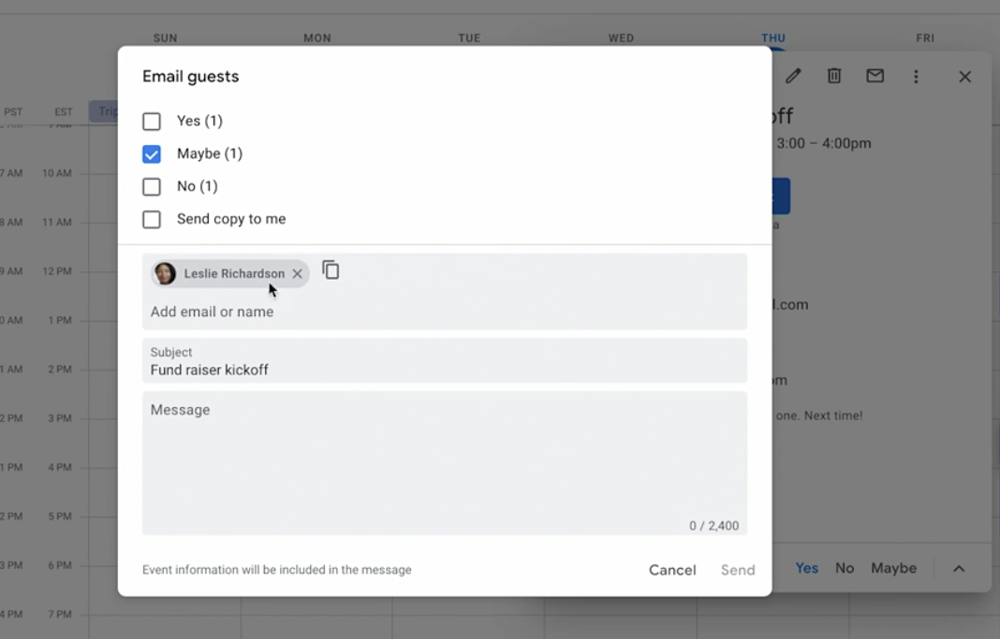 SUN MON TUE WED THU FRI
Email guests
off
PST EST
Trip
Yes (1)
3:00 – 4:00pm
Maybe (1)
7 AM 10 AM
No (1)
8 AM 11 AM
Send copy to me
a
9 AM 12 PM
Leslie Richardson
l.com
0 AM 1 PM
Add email or name
Subject
1 AM 2 PM
Fund raiser kickoff
om
2 PM 3 PM
Message
one. Next time!
1 PM 4 PM
2 PM 5 PM
0 / 2,400
3 PM 6 PM
Event information will be included in the message
Cancel Send
Yes No Maybe
4 PM 7 PM